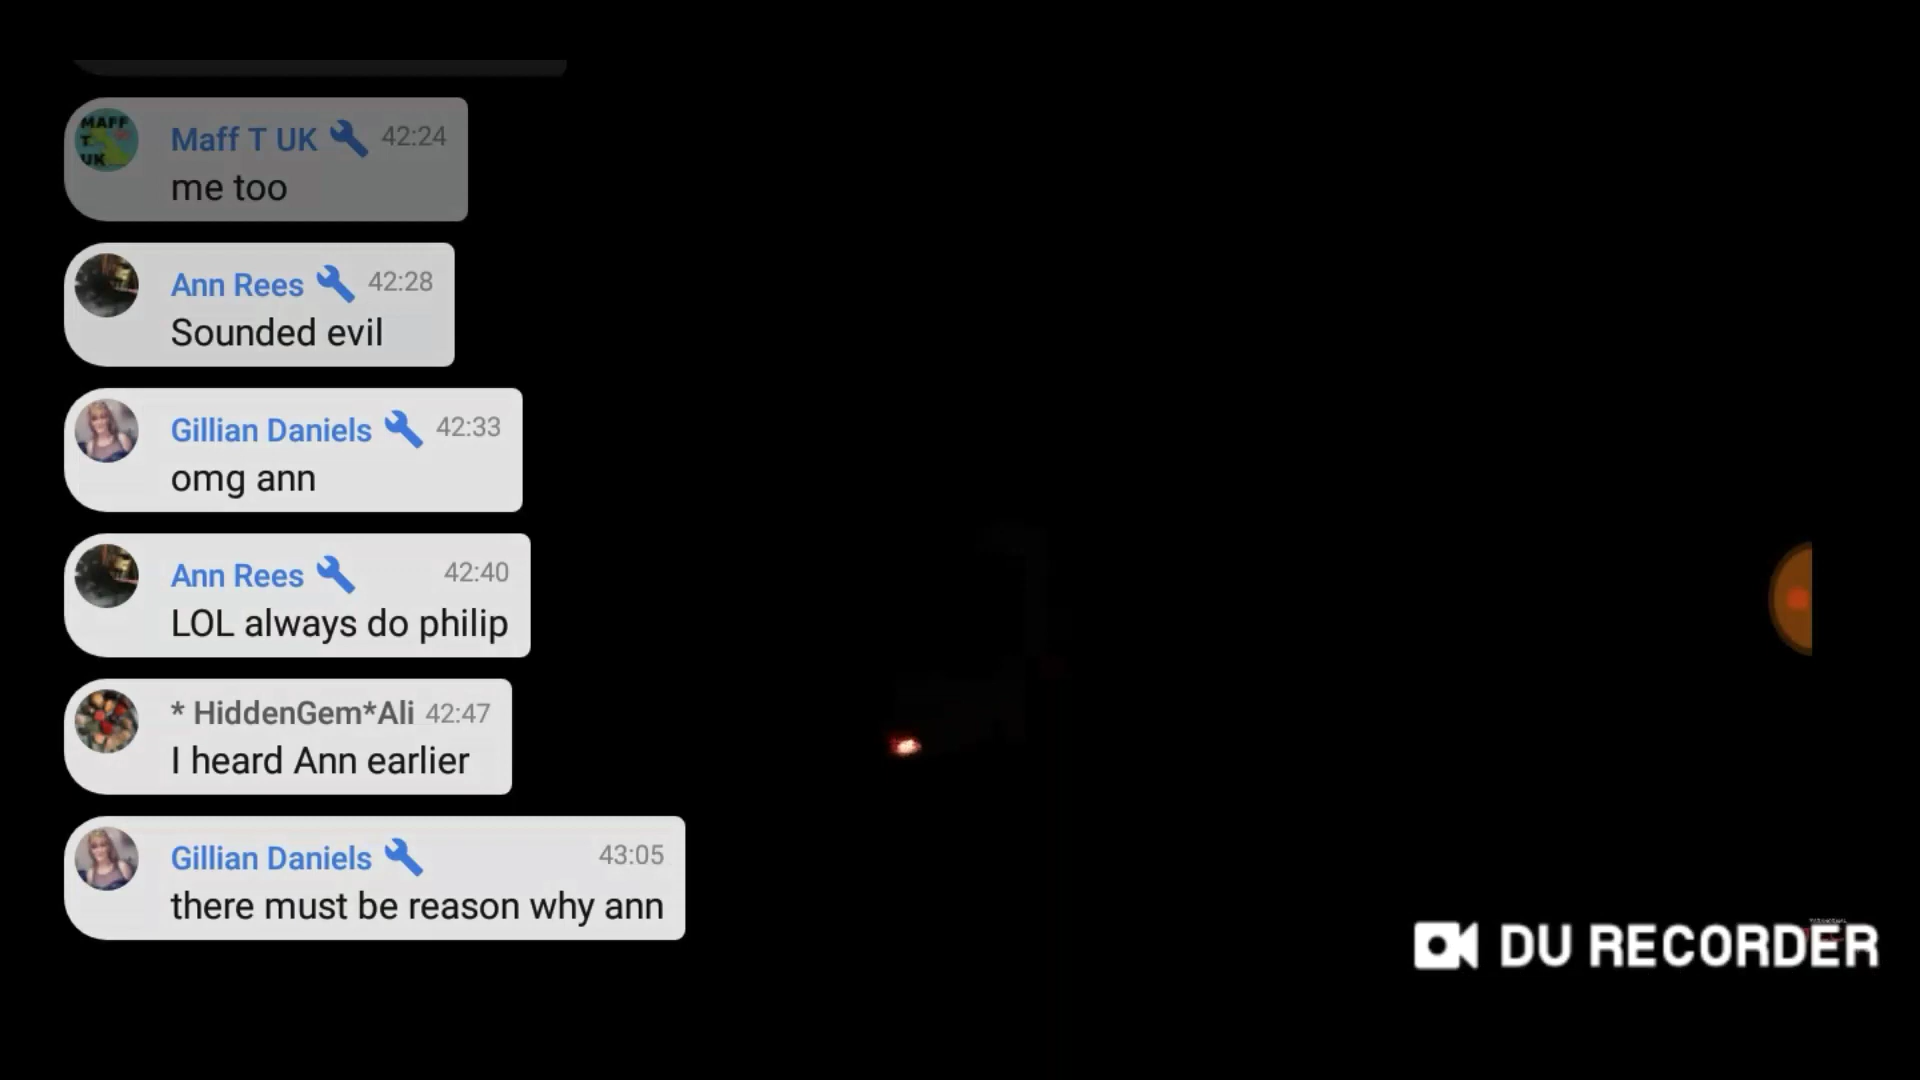 MAFF
T
UK
Maff T UK 42:24
me too
Ann Rees 42:28
Sounded evil
Gillian Daniels 42:33
omg ann
Ann Rees 42:40
LOL always do philip
* HiddenGem*Ali 42:47
I heard Ann earlier
Gillian Daniels 43:05
there must be reason why ann
DU RECORDER